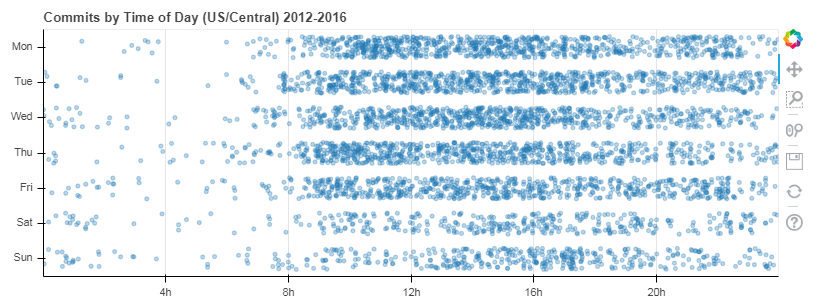 Commits by Time of Day (US/Central) 2012-2016
Mon
Tue
Wed
Thu
Fri
Sat
Sun
4h 8h 12h 16h 20h